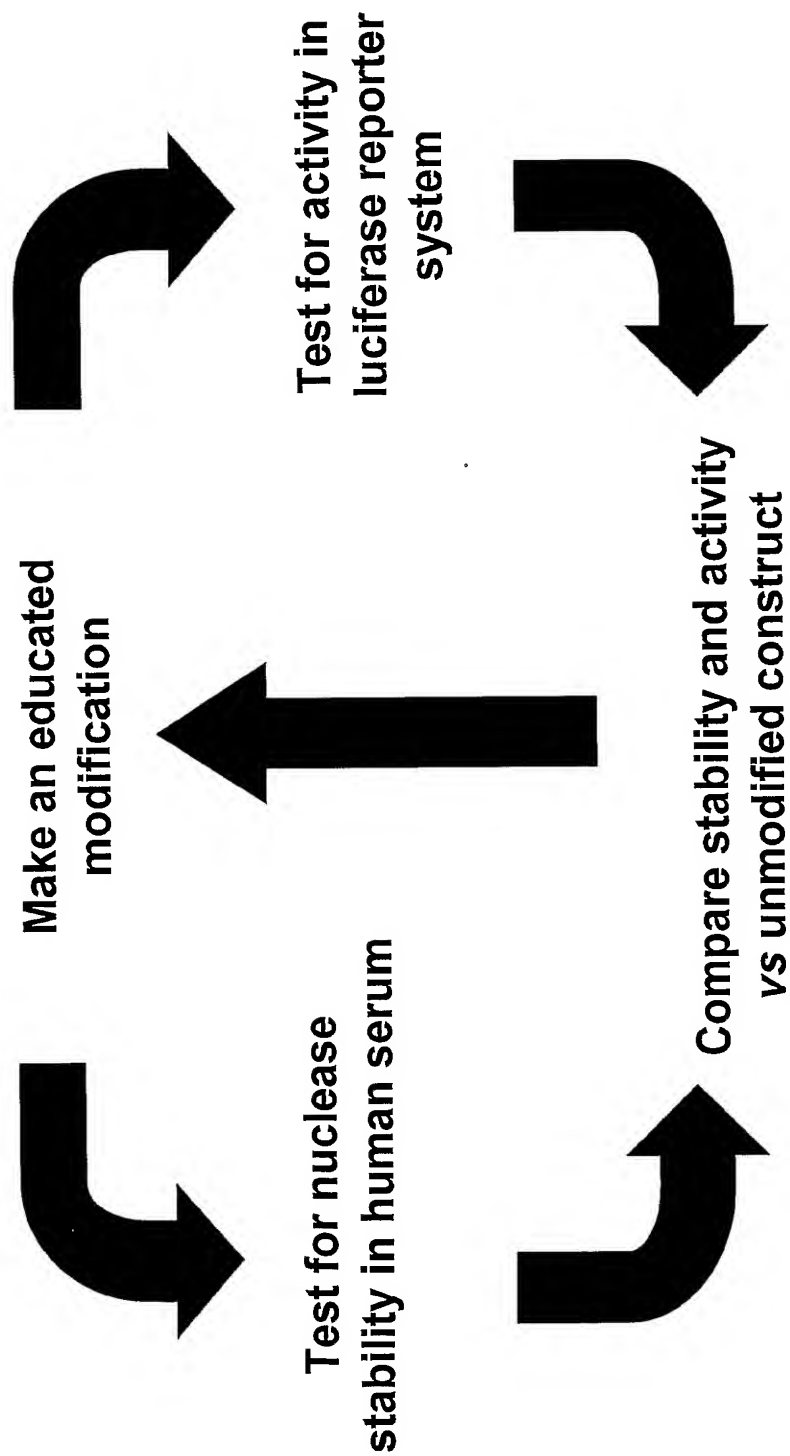 Make an educated
modification
Test for nuclease
stability in human serum
Test for activity in
luciferase reporter
system
Compare stability and activity
vs unmodified construct